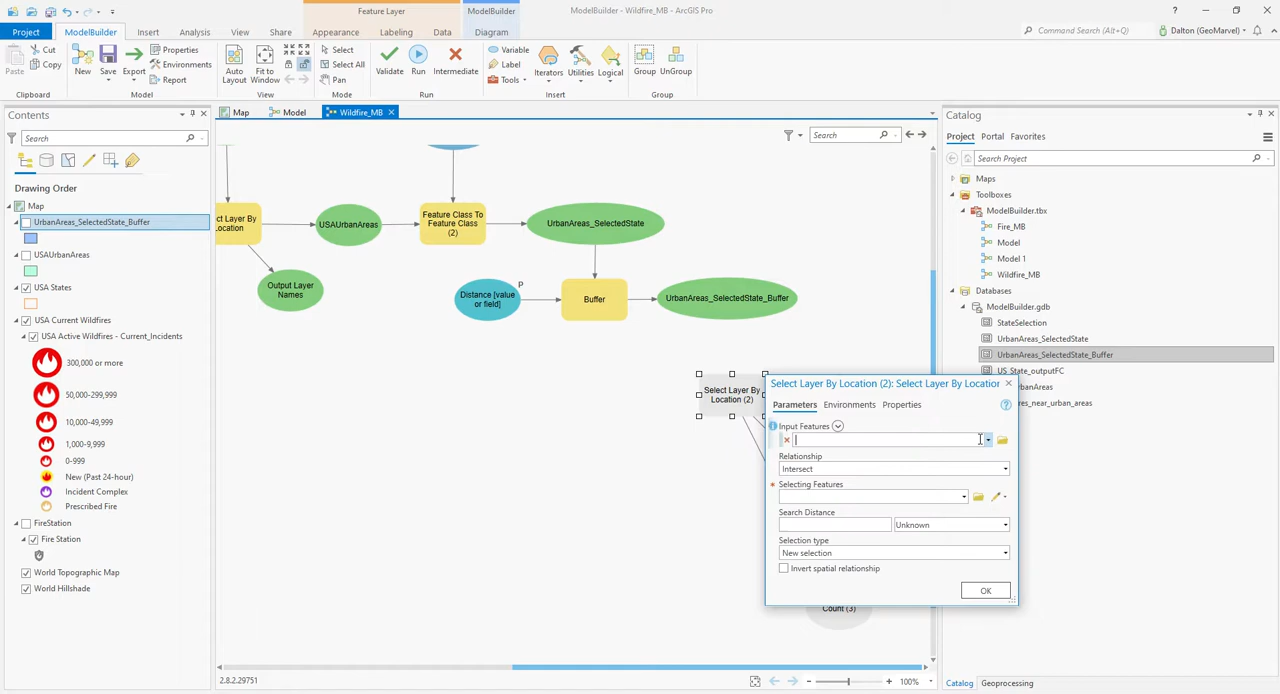 Feature Layer
ModelBuilder
ModelBuilder - Wildfire_MB - ArcGIS Pro
?
Project
ModelBuilder
Insert
Analysis
View
Share
Appearance
Labeling
Data
Diagram
Command Search (Alt+Q)
Dalton (GeoMarvel)
Paste
Cut
Copy
New
Save
Export
Properties
Environments
Report
Auto Layout
Fit to Window
Select
Select All
Pan
Validate
Run
Intermediate
Variable
Label
Tools
Iterators
Utilities
Logical
Group
UnGroup
Clipboard
Model
View
Mode
Run
Insert
Group
Contents
Search
Drawing Order
Map
UrbanAreas_SelectedState_Buffer
USAUrbanAreas
USA States
USA Current Wildfires
USA Active Wildfires - Current_Incidents
300,000 or more
50,000-299,999
10,000-49,999
1,000-9,999
0-999
New (Past 24-hour)
Incident Complex
Prescribed Fire
FireStation
Fire Station
World Topographic Map
World Hillshade
Map
Model
Wildfire_MB
Search
ct Layer By
Location
USAUrbanAreas
Feature Class To
Feature Class
(2)
UrbanAreas_SelectedState
Output Layer
Names
Distance [value
or field]
P
Buffer
UrbanAreas_SelectedState_Buffer
Select Layer By
Location (2)
Count (3)
Select Layer By Location (2): Select Layer By Location
Parameters
Environments
Properties
Input Features
Relationship
Intersect
Selecting Features
Search Distance
Unknown
Selection type
New selection
Invert spatial relationship
OK
2.8.2.29751
100%
Catalog
Project
Portal
Favorites
Search Project
Maps
Toolboxes
ModelBuilder.tbx
Fire_MB
Model
Model 1
Wildfire_MB
Databases
ModelBuilder.gdb
StateSelection
UrbanAreas_SelectedState
UrbanAreas_SelectedState_Buffer
US_State_outputFC
Areas
res_near_urban_areas
Catalog
Geoprocessing